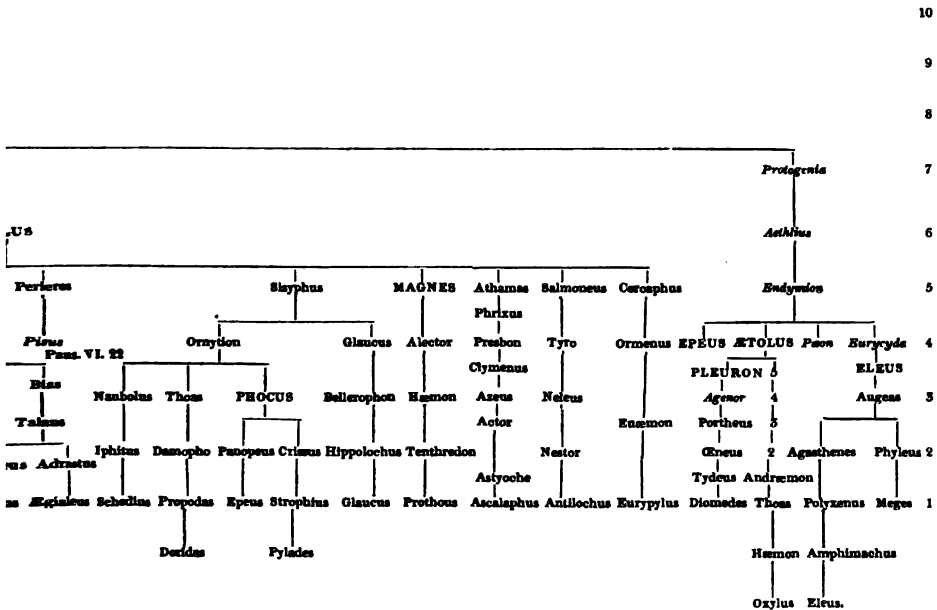 10
9
8
Protogenia 7
.US Aethlius 6
Perieres Sisyphus MAGNES Athamas Salmoneus Cercaphus Endymion 5
Phrixus
Pisus Ornytion Glaucus Alector Presbon Tyro Ormenus EPEUS ÆTOLUS Pæon Eurycyda 4
Paus. VI. 22
Clymenus PLEURON 5 ELEUS
Bias Naubolus Thoas PHOCUS Bellerophon Hæmon Azeus Neleus Agenor 4 Augeas 3
Talaus Actor Euæmon Portheus 3
Iphitus Damopho Panopeus Crissus Hippolochus Tenthredon Nestor Œneus 2 Agasthenes Phyleus 2
Adrastus
Astyoche Tydeus Andræmon
Ægialeus Schedius Propodas Epeus Strophius Glaucus Prothous Ascalaphus Antilochus Eurypylus Diomedes Thoas Polyxenus Meges 1
Doridas Pylades Hæmon Amphimachus
Oxylus Eleus.